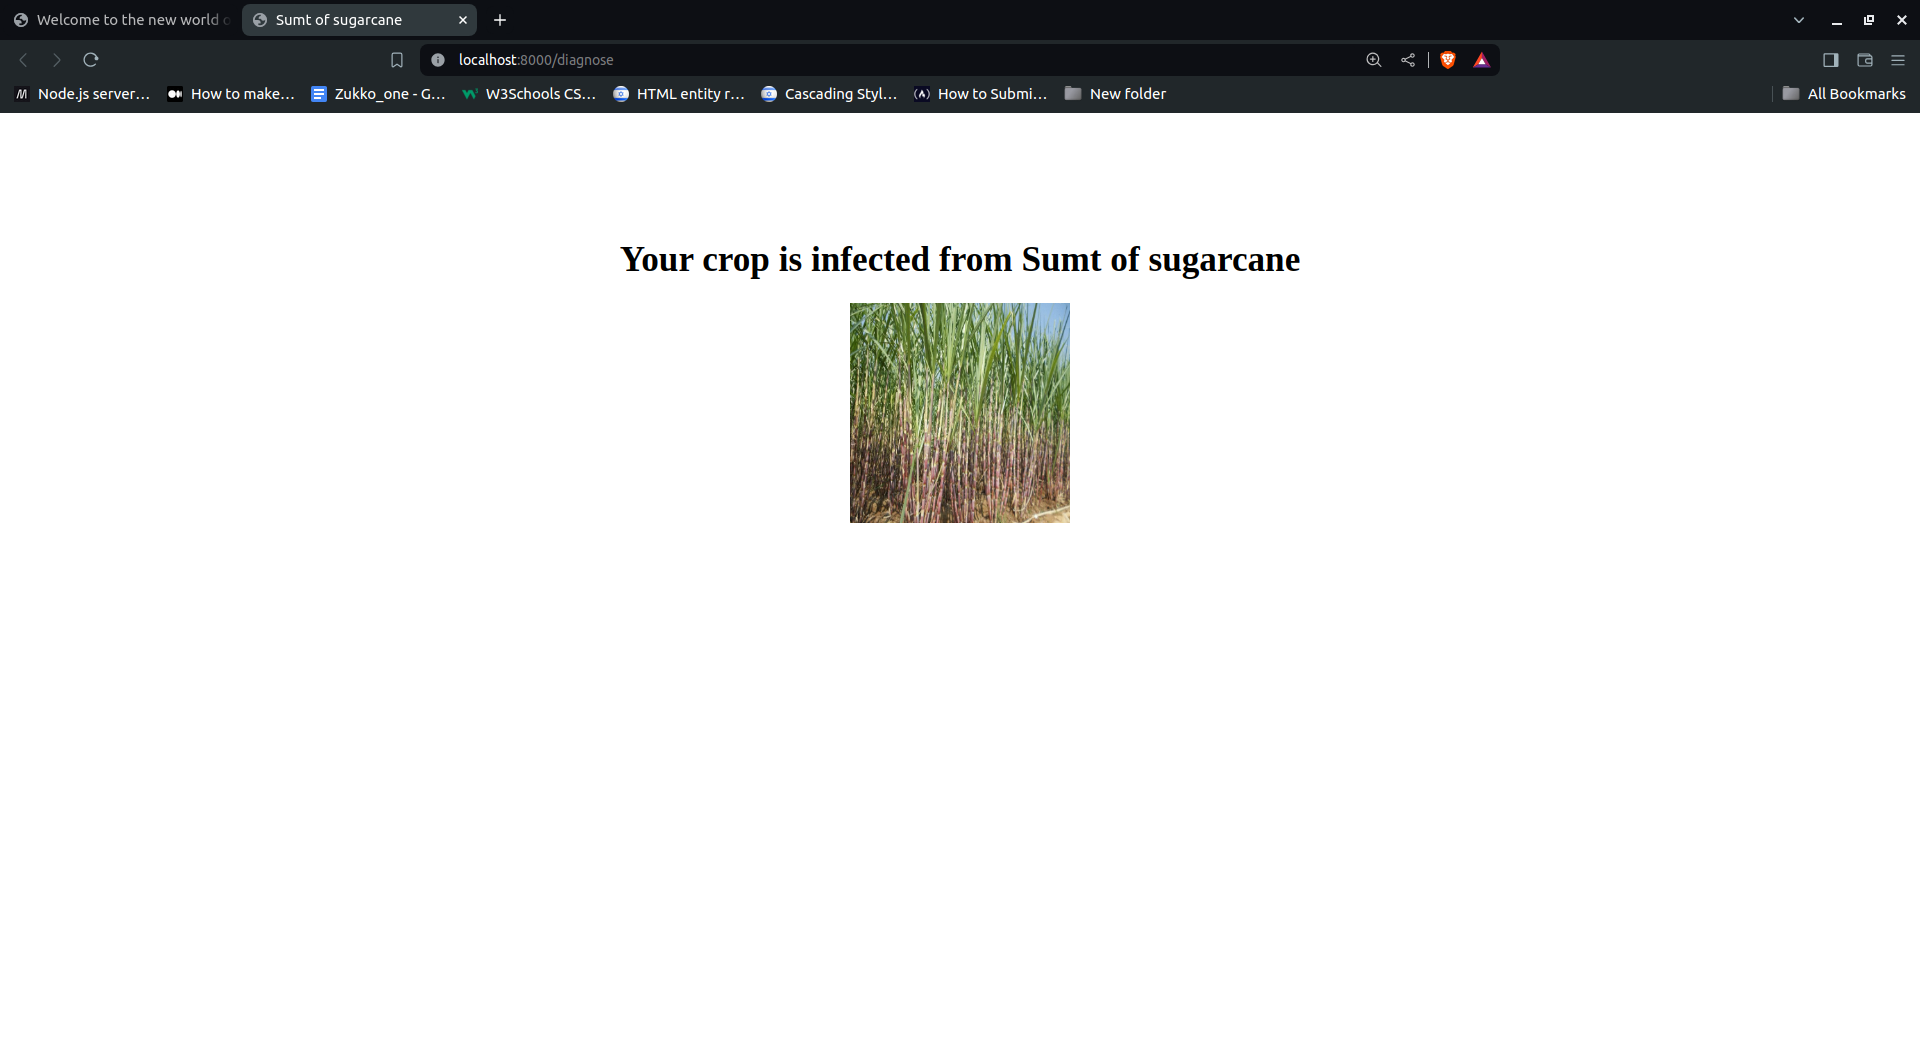 Welcome to the new world o
Sumt of sugarcane
localhost:8000/diagnose
Node.js server... How to make... Zukko_one - G... W3Schools CS... HTML entity r... Cascading Styl... How to Submi... New folder All Bookmarks
Your crop is infected from Sumt of sugarcane